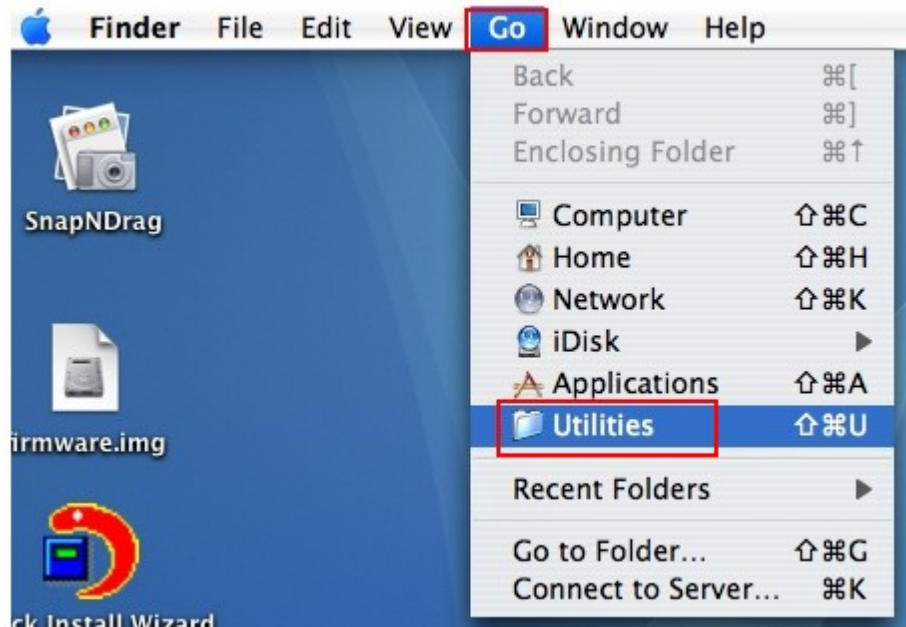 Finder File Edit View Go Window Help
Back ⌘[
Forward ⌘]
Enclosing Folder ⌘↑
Computer ⇧⌘C
Home ⇧⌘H
Network ⇧⌘K
iDisk ▶
Applications ⇧⌘A
Utilities ⇧⌘U
Recent Folders ▶
Go to Folder... ⇧⌘G
Connect to Server... ⌘K
SnapNDrag
irmware.img
ck Install Wizard